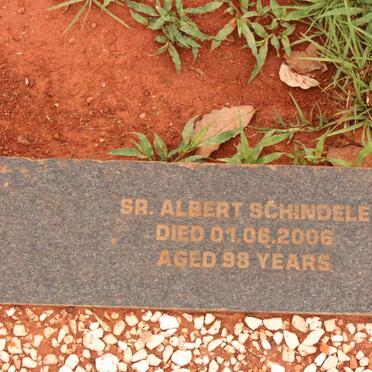 SR. ALBERT SCHINDELE
DIED 01.06.2006
AGED 98 YEARS